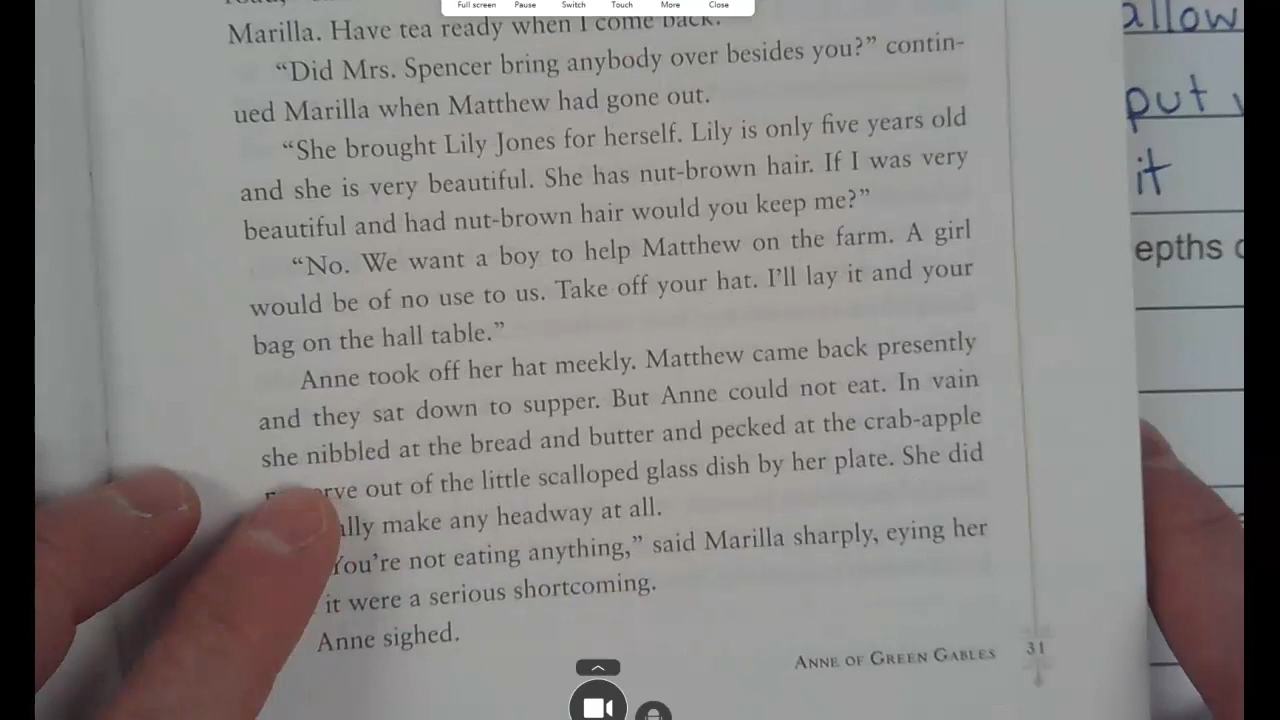 Full screen Pause Switch Touch More Close
Marilla. Have tea ready when I come back.
“Did Mrs. Spencer bring anybody over besides you?” contin-
ued Marilla when Matthew had gone out.
“She brought Lily Jones for herself. Lily is only five years old
and she is very beautiful. She has nut-brown hair. If I was very
beautiful and had nut-brown hair would you keep me?”
“No. We want a boy to help Matthew on the farm. A girl
would be of no use to us. Take off your hat. I’ll lay it and your
bag on the hall table.”
Anne took off her hat meekly. Matthew came back presently
and they sat down to supper. But Anne could not eat. In vain
she nibbled at the bread and butter and pecked at the crab-apple
out of the little scalloped glass dish by her plate. She did
make any headway at all.
You’re not eating anything,” said Marilla sharply, eying her
it were a serious shortcoming.
Anne sighed.
ANNE OF GREEN GABLES 31
allow
put
it
epths